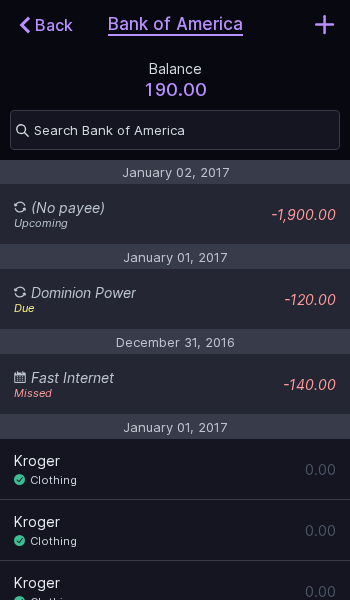 Back
Bank of America
Balance
190.00
Search Bank of America
January 02, 2017
(No payee)
-1,900.00
Upcoming
January 01, 2017
Dominion Power
-120.00
Due
December 31, 2016
Fast Internet
-140.00
Missed
January 01, 2017
Kroger
0.00
Clothing
Kroger
0.00
Clothing
Kroger
0.00